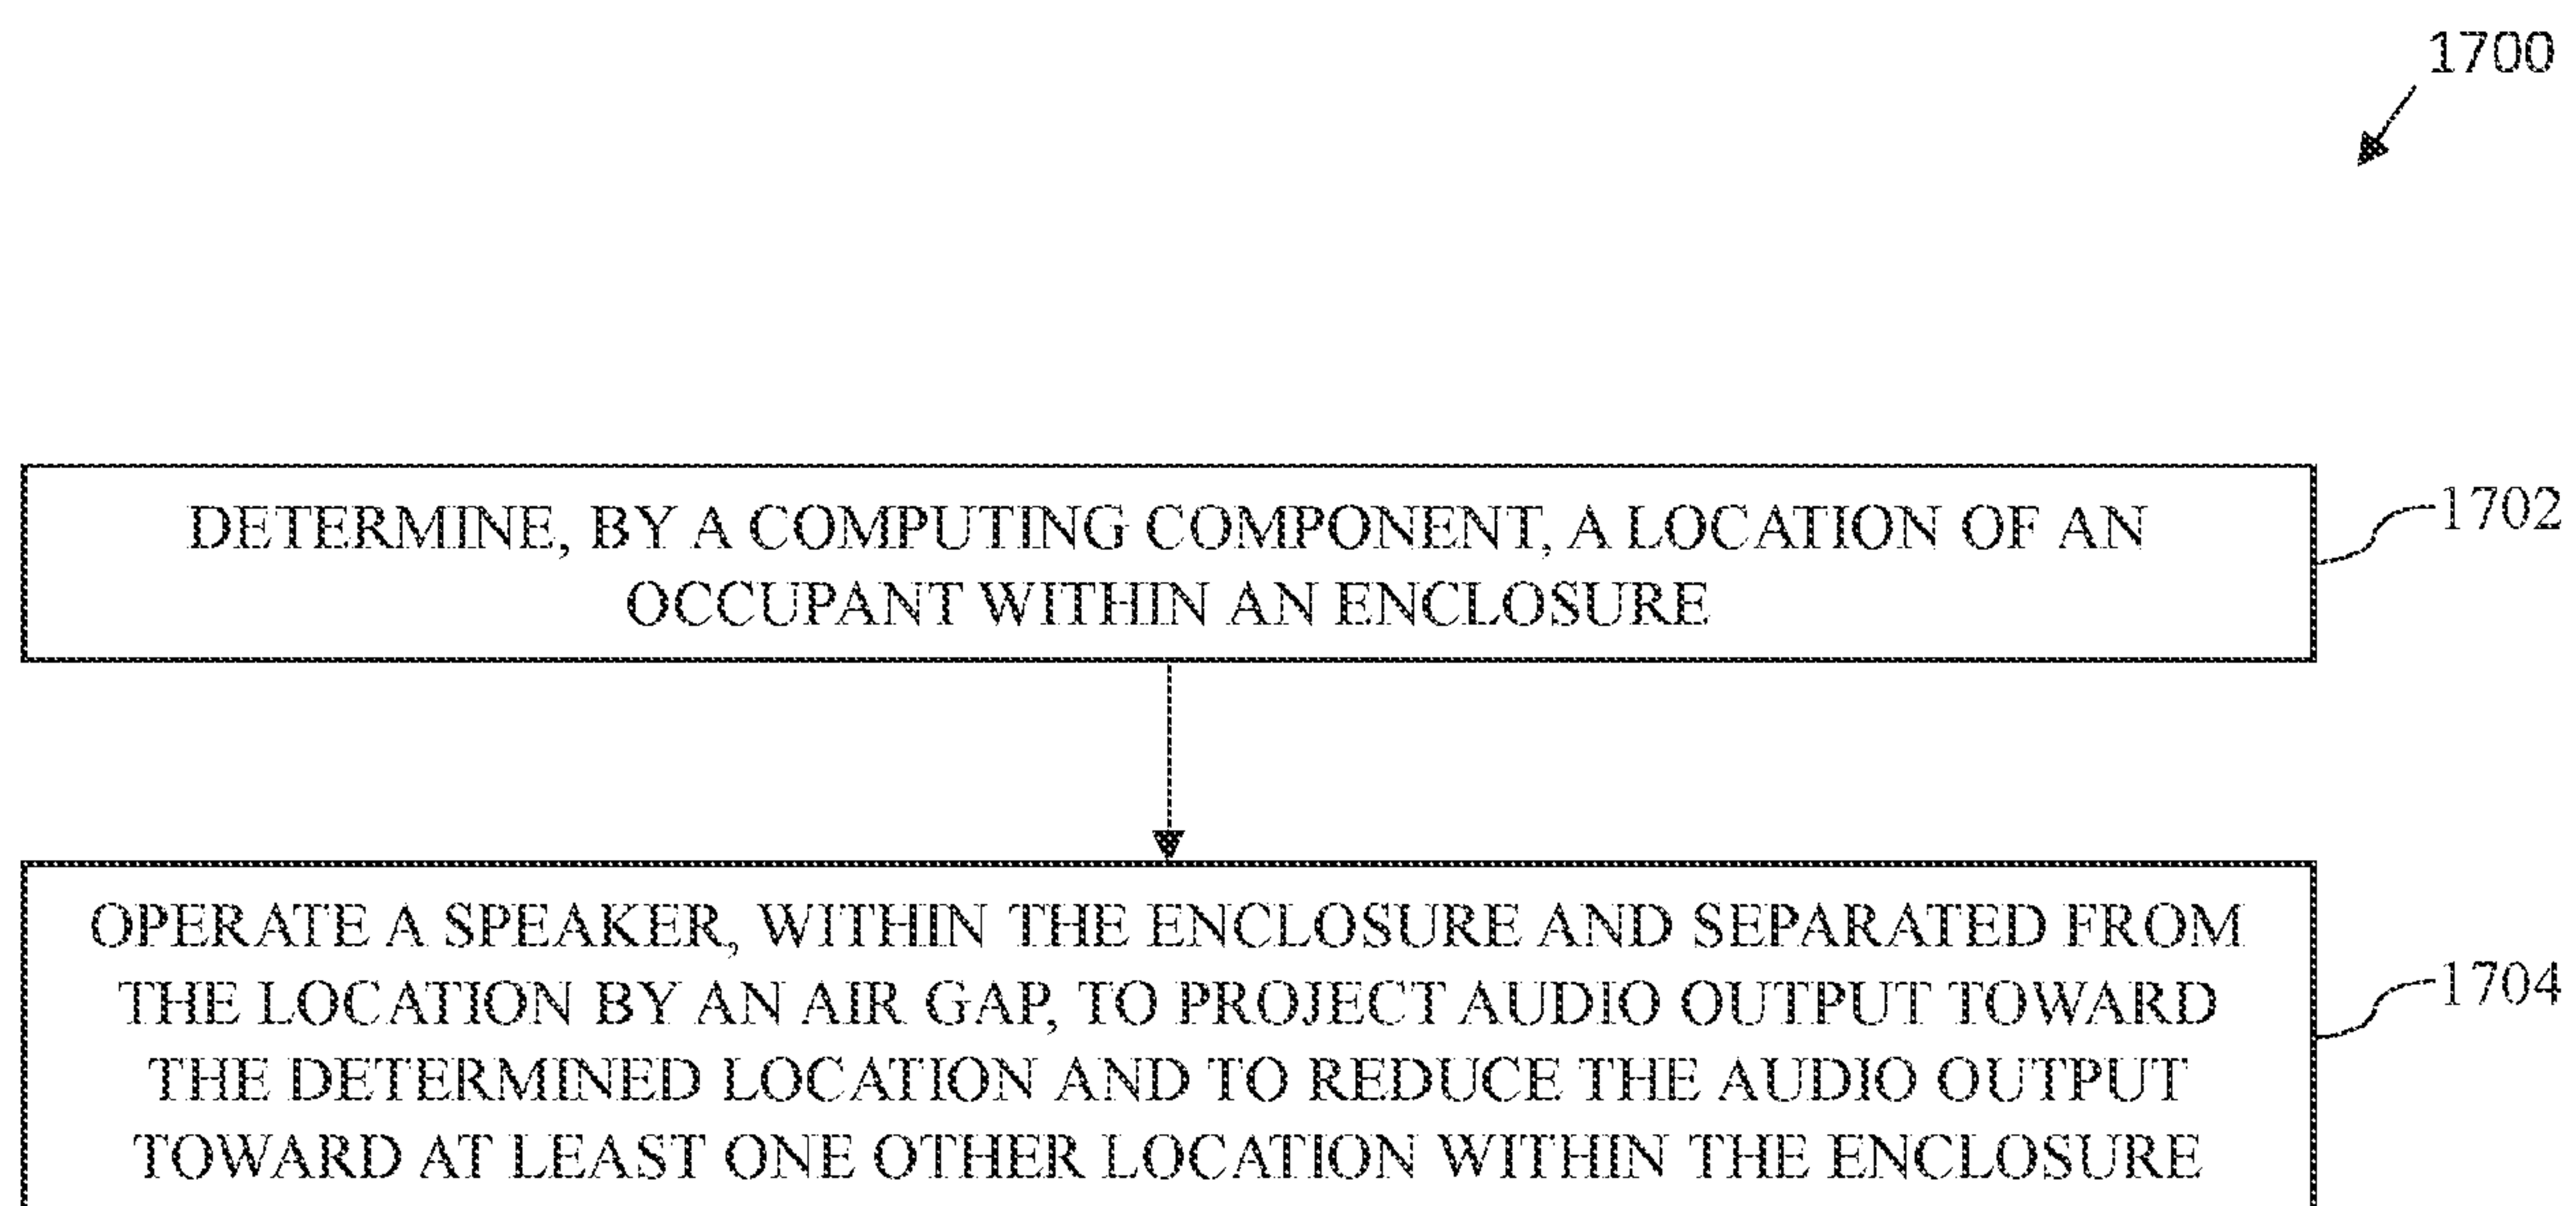 1700
DETERMINE, BY A COMPUTING COMPONENT, A LOCATION OF AN
OCCUPANT WITHIN AN ENCLOSURE
1702
OPERATE A SPEAKER, WITHIN THE ENCLOSURE AND SEPARATED FROM
THE LOCATION BY AN AIR GAP, TO PROJECT AUDIO OUTPUT TOWARD
THE DETERMINED LOCATION AND TO REDUCE THE AUDIO OUTPUT
TOWARD AT LEAST ONE OTHER LOCATION WITHIN THE ENCLOSURE
1704